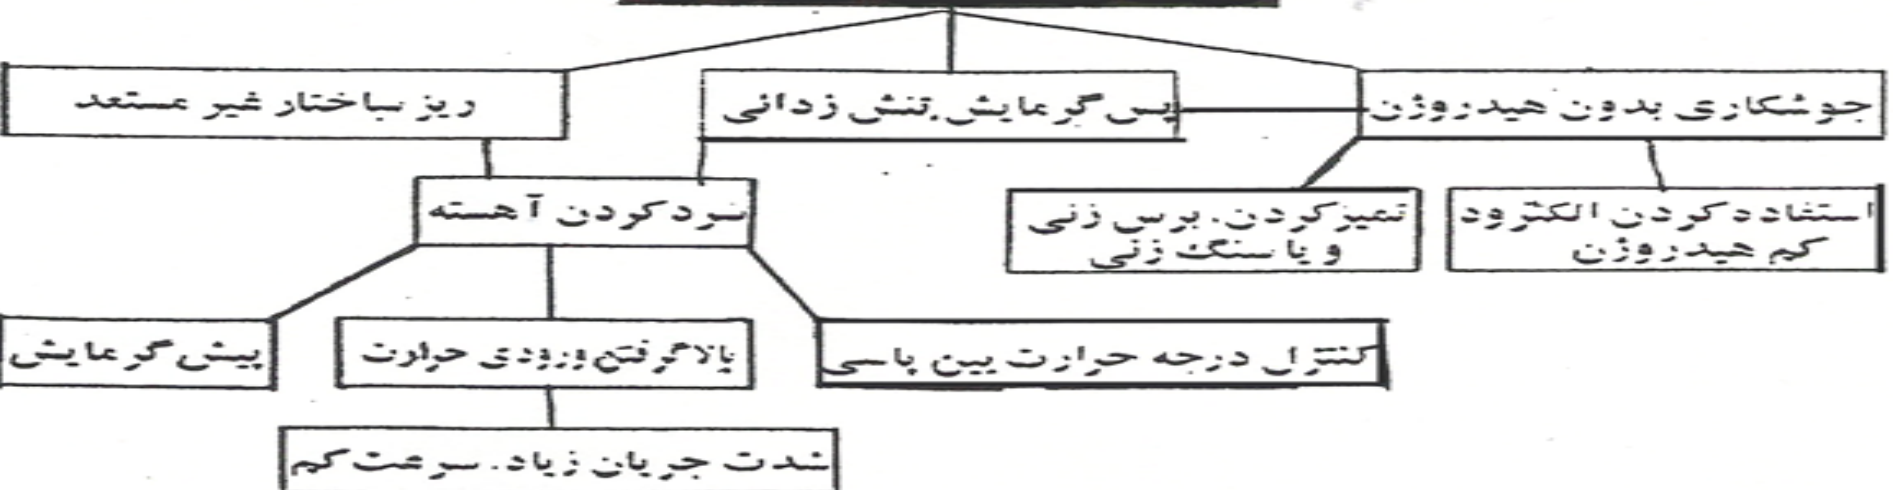 جوشکاری بدون هیدروژن
پس گرمایش، تنش زدائی
ریز ساختار غیر مستعد
استفاده کردن الکترود
کم هیدروژن
تمیز کردن، برس زنی
و یا سنگ زنی
سرد کردن آهسته
کنترل درجه حرارت بین پاسی
بالا گرفتن ورودی حرارت
پیش گرمایش
شدت جریان زیاد، سرعت کم